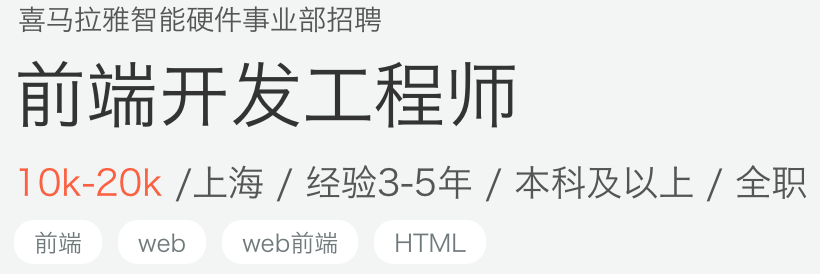 喜马拉雅智能硬件事业部招聘
前端开发工程师
10k-20k /上海 / 经验3-5年 / 本科及以上 / 全职
前端 web web前端 HTML